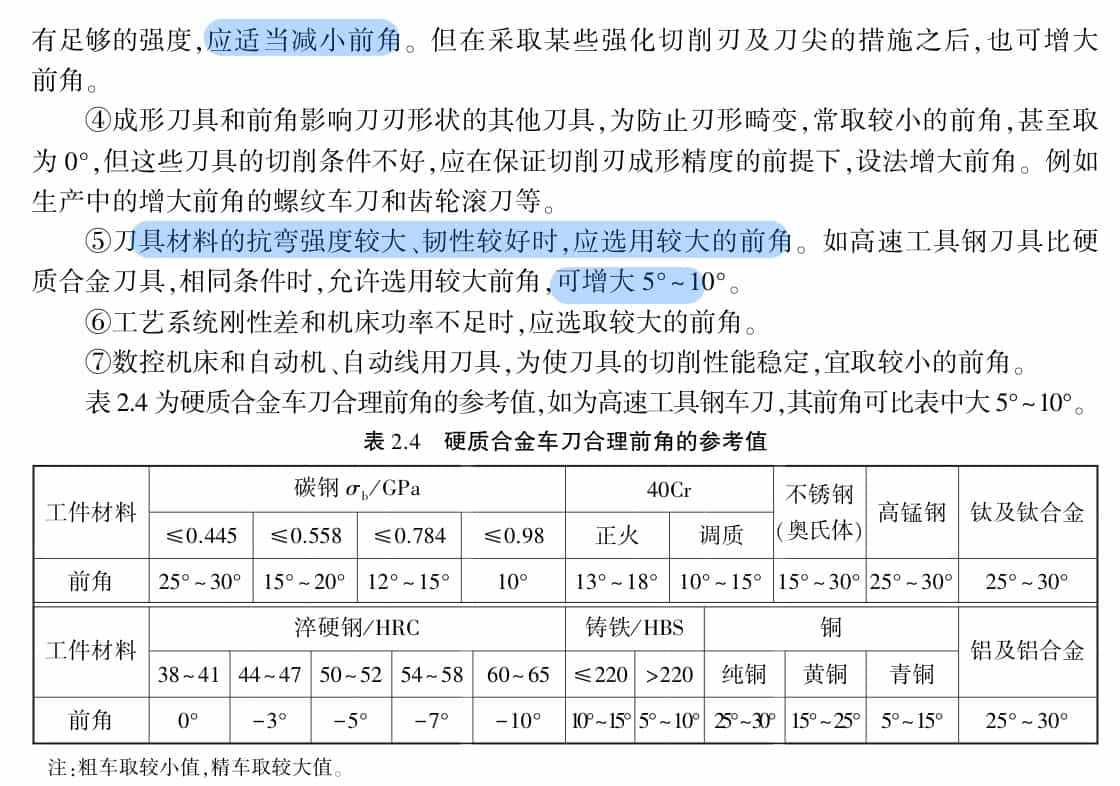 有足够的强度,应适当减小前角。但在采取某些强化切削刃及刀尖的措施之后,也可增大
前角。
④成形刀具和前角影响刀刃形状的其他刀具,为防止刃形畸变,常取较小的前角,甚至取
为0°,但这些刀具的切削条件不好,应在保证切削刃成形精度的前提下,设法增大前角。例如
生产中的增大前角的螺纹车刀和齿轮滚刀等。
⑤刀具材料的抗弯强度较大、韧性较好时,应选用较大的前角。如高速工具钢刀具比硬
质合金刀具,相同条件时,允许选用较大前角,可增大5°~10°。
⑥工艺系统刚性差和机床功率不足时,应选取较大的前角。
⑦数控机床和自动机、自动线用刀具,为使刀具的切削性能稳定,宜取较小的前角。
表2.4为硬质合金车刀合理前角的参考值,如为高速工具钢车刀,其前角可比表中大5°~10°。
表2.4 硬质合金车刀合理前角的参考值
工件材料 碳钢σb/GPa 40Cr 不锈钢(奥氏体) 高锰钢 钛及钛合金
≤0.445 ≤0.558 ≤0.784 ≤0.98 正火 调质
前角 25°~30° 15°~20° 12°~15° 10° 13°~18° 10°~15° 15°~30° 25°~30° 25°~30°
工件材料 淬硬钢/HRC 铸铁/HBS 铜 铝及铝合金
38~41 44~47 50~52 54~58 60~65 ≤220 >220 纯铜 黄铜 青铜
前角 0° -3° -5° -7° -10° 10°~15° 5°~10° 25°~30° 15°~25° 5°~15° 25°~30°
注:粗车取较小值,精车取较大值。